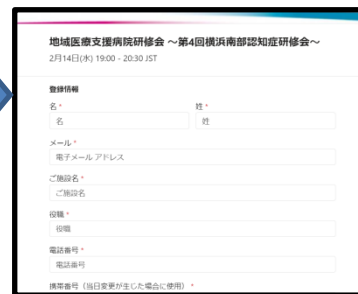 地域医療支援病院研修会 ～第4回横浜南部認知症研修会～
2月14日(水) 19:00 - 20:30 JST
登録情報
名 * 姓 *
名 姓
メール *
電子メール アドレス
ご施設名 *
ご施設名
役職 *
役職
電話番号 *
電話番号
携帯番号（当日変更が生じた場合に使用） *